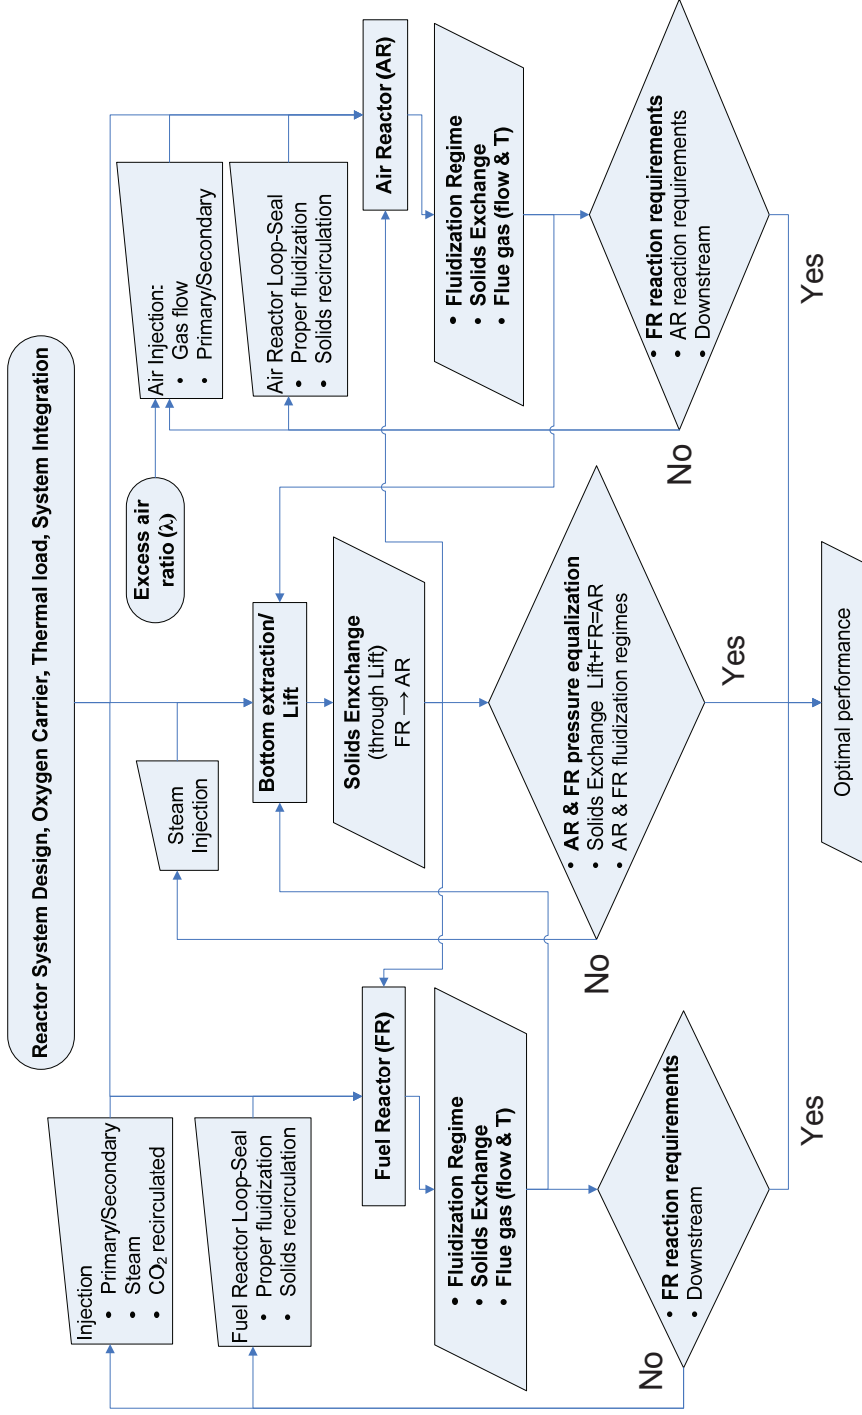 Reactor System Design, Oxygen Carrier, Thermal load, System Integration
Injection
• Primary/Secondary
• Steam
• CO₂ recirculated
Fuel Reactor Loop-Seal
• Proper fluidization
• Solids recirculation
Fuel Reactor (FR)
• Fluidization Regime
• Solids Exchange
• Flue gas (flow & T)
• FR reaction requirements
• Downstream
No
Yes
Steam
Injection
Bottom extraction/
Lift
Solids Enxchange
(through Lift)
FR → AR
• AR & FR pressure equalization
• Solids Exchange Lift+FR=AR
• AR & FR fluidization regimes
No
Yes
Excess air
ratio (λ)
Air Injection:
• Gas flow
• Primary/Secondary
Air Reactor Loop-Seal
• Proper fluidization
• Solids recirculation
Air Reactor (AR)
• Fluidization Regime
• Solids Exchange
• Flue gas (flow & T)
• FR reaction requirements
• AR reaction requirements
• Downstream
No
Yes
Optimal performance